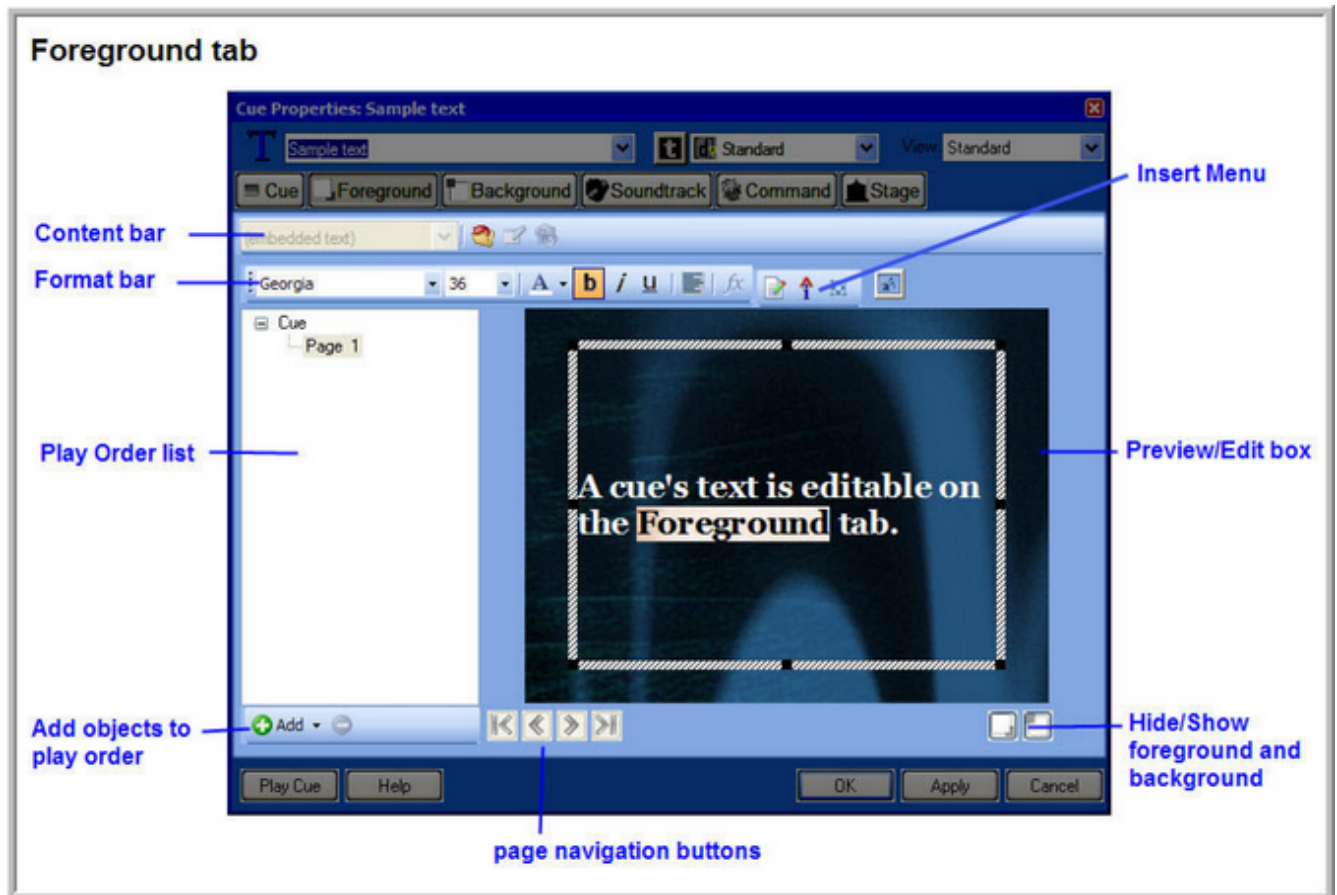 Foreground tab
Cue Properties: Sample text
T Sample text t d: Standard View: Standard
Cue Foreground Background Soundtrack Command Stage
Insert Menu
Content bar
(embedded text)
Format bar
Georgia 36 A b i u fx
Cue
Page 1
Play Order list
Preview/Edit box
A cue's text is editable on
the Foreground tab.
Add objects to
play order
Add
Hide/Show
foreground and
background
Play Cue Help OK Apply Cancel
page navigation buttons